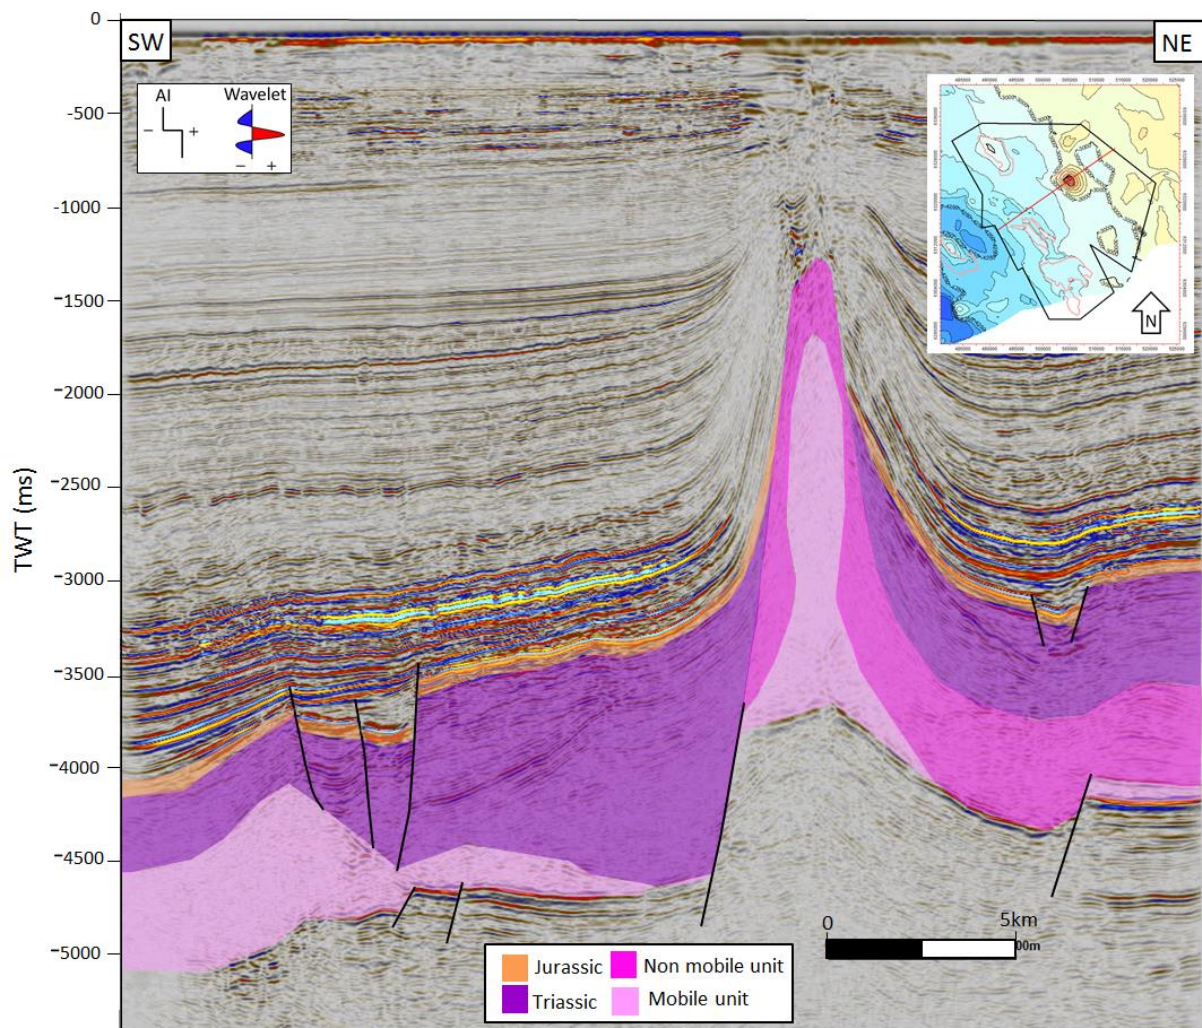 SW
NE
AI
Wavelet
- +
- +
N
TWT (ms)
0
-500
-1000
-1500
-2000
-2500
-3000
-3500
-4000
-4500
-5000
0 5km
00m
Jurassic
Non mobile unit
Triassic
Mobile unit